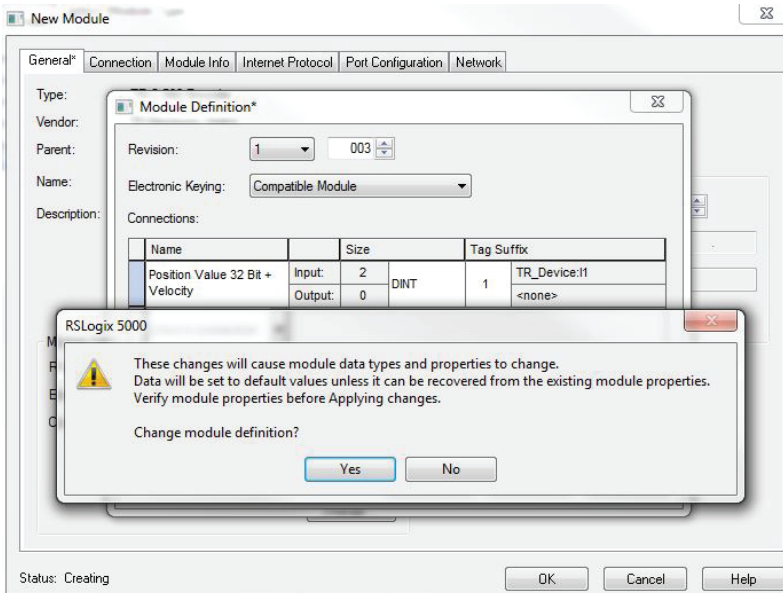 New Module
General* Connection Module Info Internet Protocol Port Configuration Network
Type:
Module Definition*
Vendor:
Parent:
Revision: 1 003
Name:
Electronic Keying: Compatible Module
Description:
Connections:
Name Size Tag Suffix
Position Value 32 Bit + Velocity Input: 2 DINT 1 TR_Device:I1
Output: 0 <none>
RSLogix 5000
These changes will cause module data types and properties to change.
Data will be set to default values unless it can be recovered from the existing module properties.
Verify module properties before Applying changes.
Change module definition?
Yes No
Status: Creating
OK Cancel Help